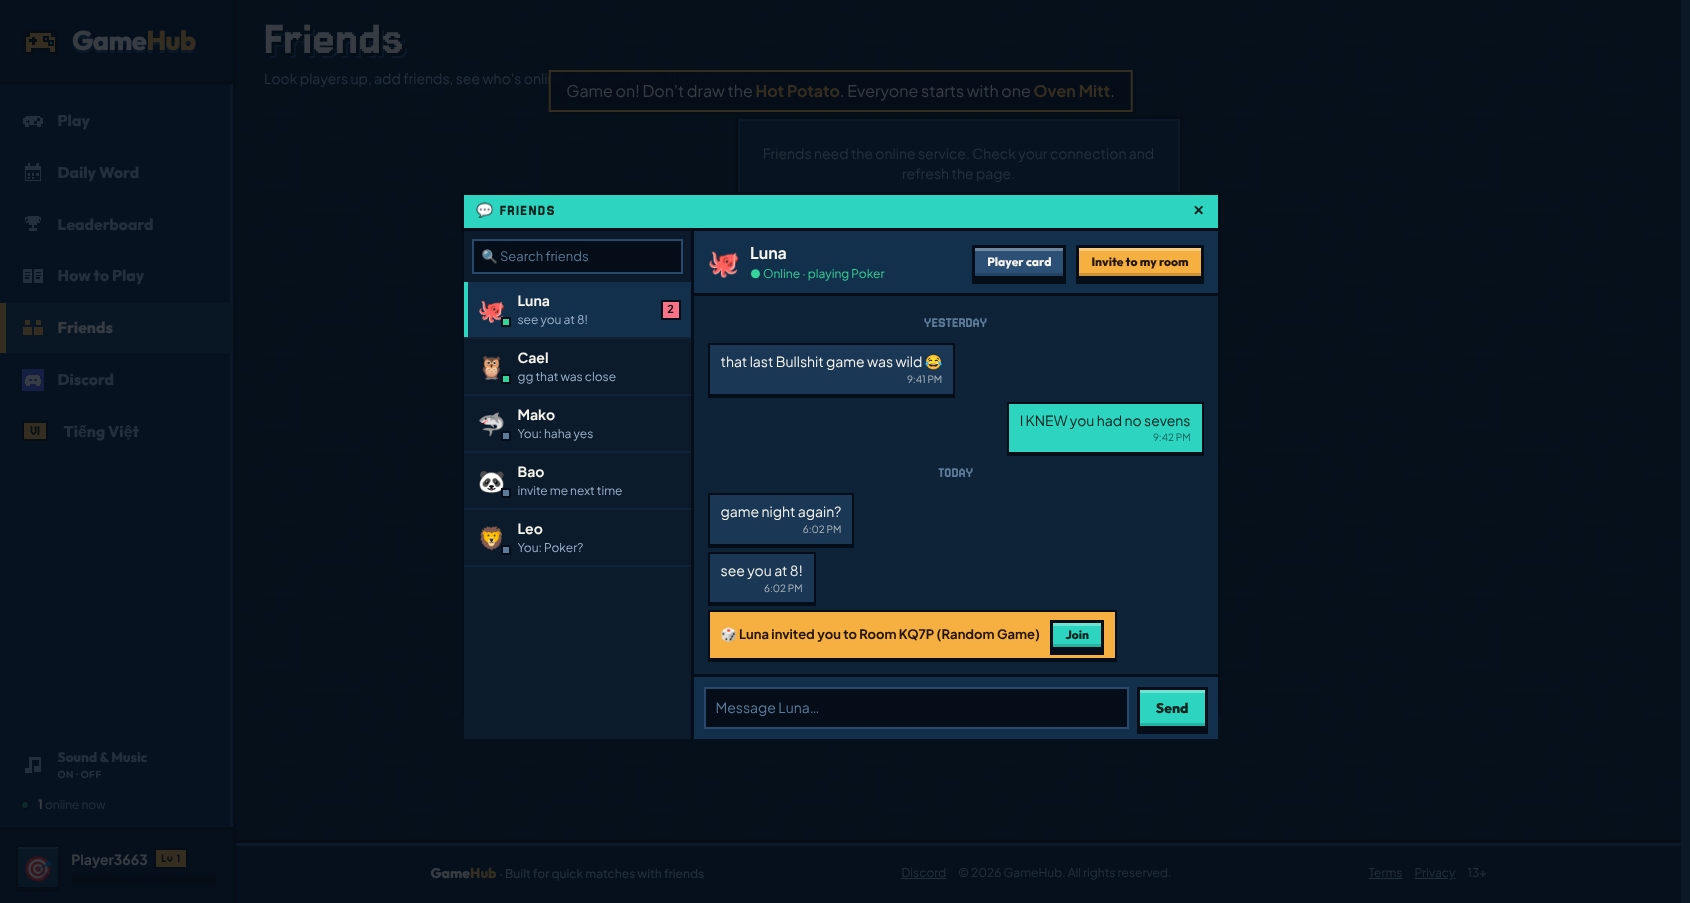 GameHub
Play
Daily Word
Leaderboard
How to Play
Friends
Discord
VI Tiếng Việt
Sound & Music
ON · OFF
1 online now
Player3663 Lv 1
Friends
Look players up, add friends, see who's onli
Game on! Don't draw the Hot Potato. Everyone starts with one Oven Mitt.
Friends need the online service. Check your connection and
refresh the page.
FRIENDS
Search friends
Luna
see you at 8!
2
Cael
gg that was close
Mako
You: haha yes
Bao
invite me next time
Leo
You: Poker?
Luna
Online · playing Poker
Player card
Invite to my room
YESTERDAY
that last Bullshit game was wild 😂
9:41 PM
I KNEW you had no sevens
9:42 PM
TODAY
game night again?
6:02 PM
see you at 8!
6:02 PM
🎲 Luna invited you to Room KQ7P (Random Game)
Join
Message Luna...
Send
GameHub · Built for quick matches with friends
Discord © 2026 GameHub. All rights reserved.
Terms Privacy 13+